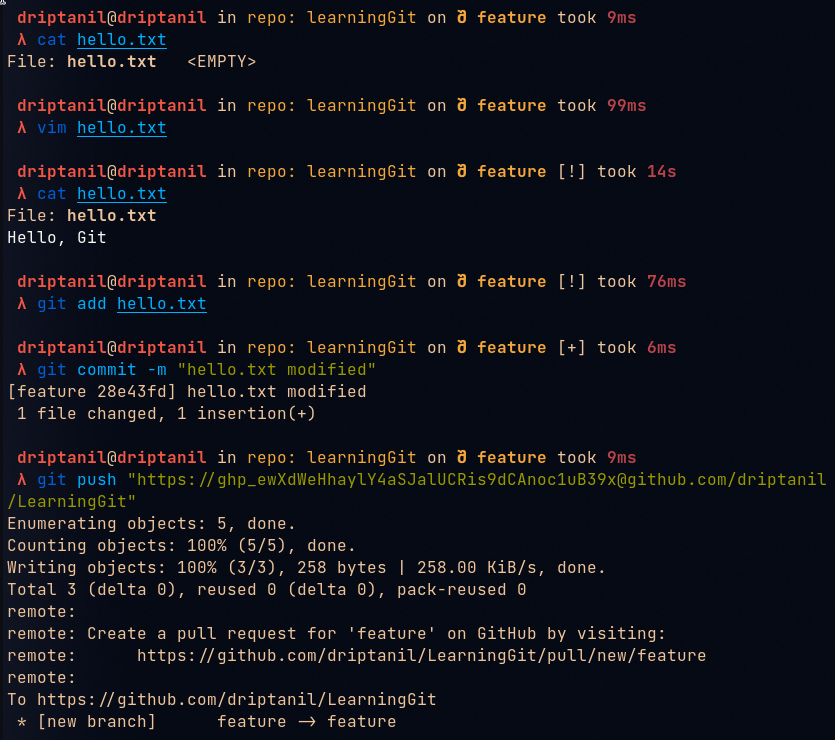 driptanil@driptanil in repo: learningGit on feature took 9ms
λ cat hello.txt
File: hello.txt <EMPTY>
driptanil@driptanil in repo: learningGit on feature took 99ms
λ vim hello.txt
driptanil@driptanil in repo: learningGit on feature [!] took 14s
λ cat hello.txt
File: hello.txt
Hello, Git
driptanil@driptanil in repo: learningGit on feature [!] took 76ms
λ git add hello.txt
driptanil@driptanil in repo: learningGit on feature [+] took 6ms
λ git commit -m "hello.txt modified"
[feature 28e43fd] hello.txt modified
1 file changed, 1 insertion(+)
driptanil@driptanil in repo: learningGit on feature took 9ms
λ git push "https://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@github.com/driptanil
/LearningGit"
Enumerating objects: 5, done.
Counting objects: 100% (5/5), done.
Writing objects: 100% (3/3), 258 bytes | 258.00 KiB/s, done.
Total 3 (delta 0), reused 0 (delta 0), pack-reused 0
remote:
remote: Create a pull request for 'feature' on GitHub by visiting:
remote: https://github.com/driptanil/LearningGit/pull/new/feature
remote:
To https://github.com/driptanil/LearningGit
* [new branch] feature -> feature